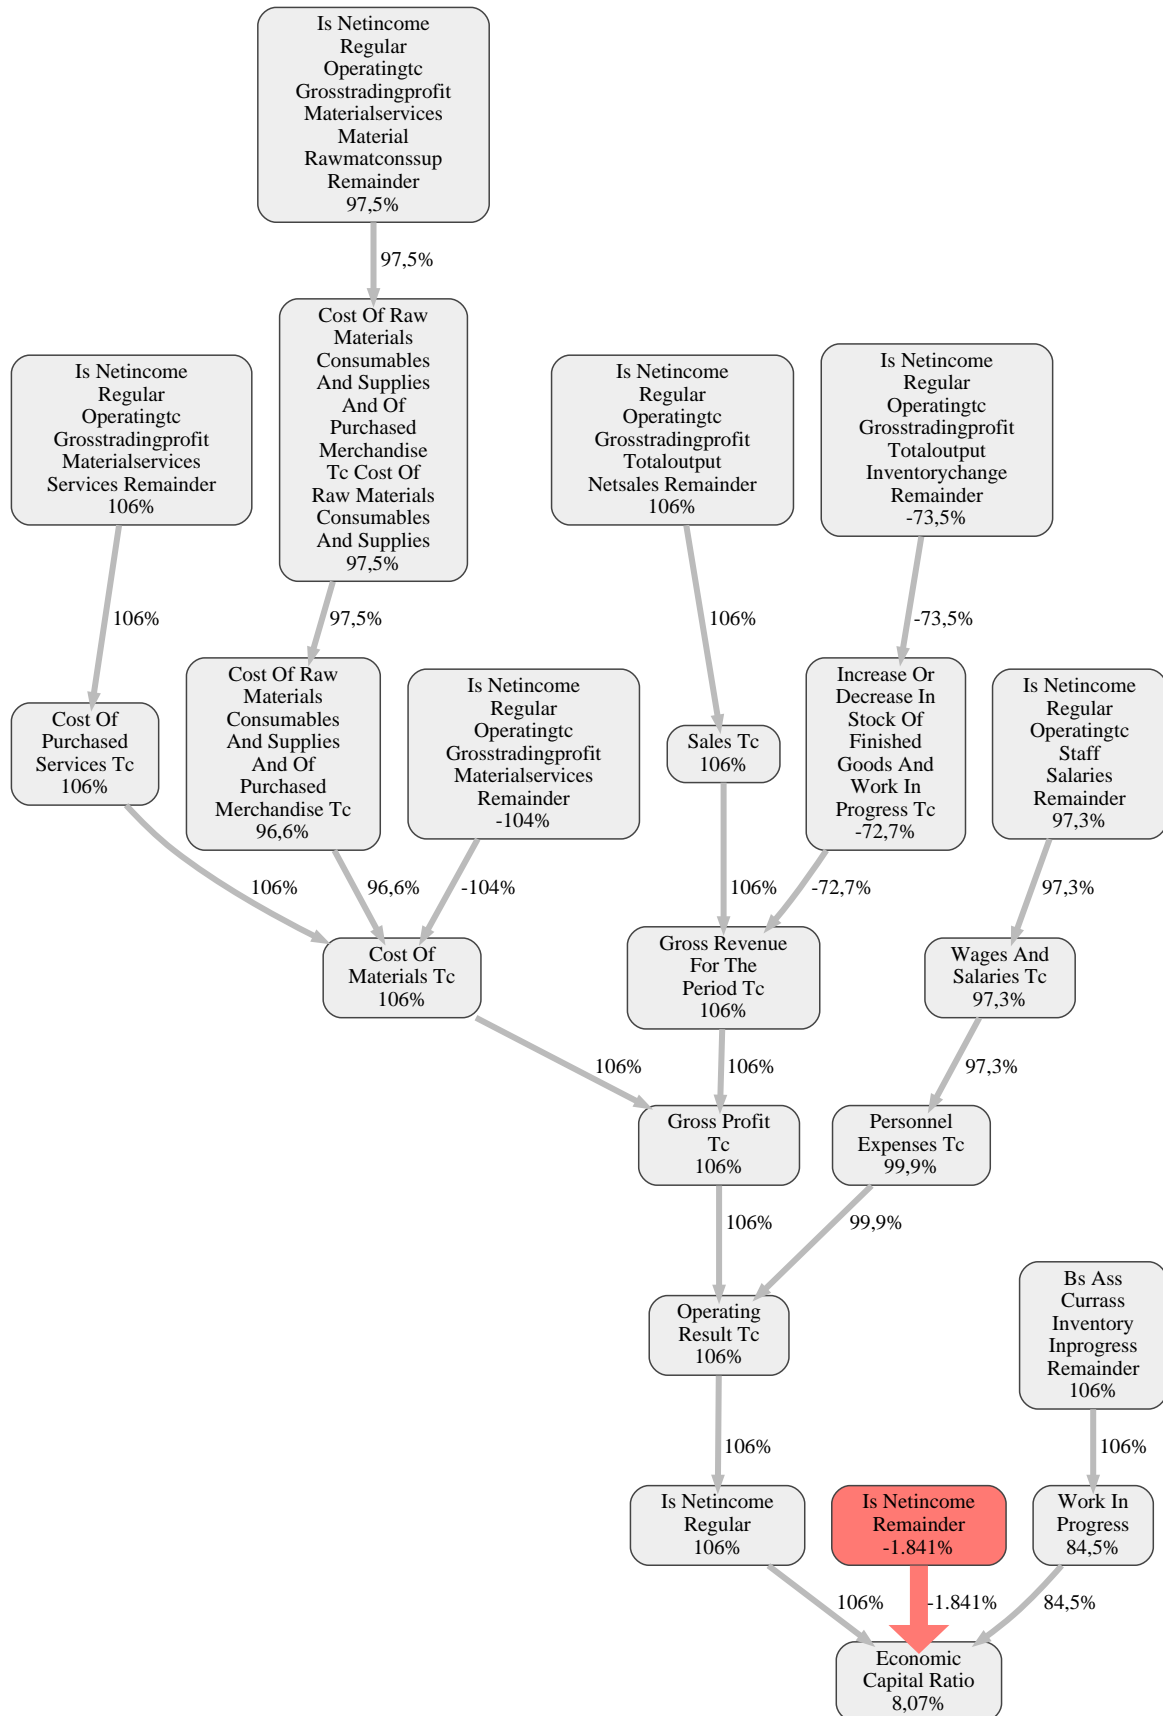 Is Netincome
Regular
Operatingtc
Grosstradingprofit
Materialservices
Material
Rawmatconssup
Remainder
97,5%
97,5%
Cost Of Raw
Materials
Consumables
And Supplies
And Of
Purchased
Merchandise
Tc Cost Of
Raw Materials
Consumables
And Supplies
97,5%
Is Netincome
Regular
Operatingtc
Grosstradingprofit
Materialservices
Services Remainder
106%
Is Netincome
Regular
Operatingtc
Grosstradingprofit
Totaloutput
Netsales Remainder
106%
Is Netincome
Regular
Operatingtc
Grosstradingprofit
Totaloutput
Inventorychange
Remainder
-73,5%
106%
97,5%
106%
-73,5%
Cost Of
Purchased
Services Tc
106%
Cost Of Raw
Materials
Consumables
And Supplies
And Of
Purchased
Merchandise Tc
96,6%
Is Netincome
Regular
Operatingtc
Grosstradingprofit
Materialservices
Remainder
-104%
Sales Tc
106%
Increase Or
Decrease In
Stock Of
Finished
Goods And
Work In
Progress Tc
-72,7%
Is Netincome
Regular
Operatingtc
Staff
Salaries
Remainder
97,3%
106%
96,6%
-104%
106%
-72,7%
97,3%
Cost Of
Materials Tc
106%
Gross Revenue
For The
Period Tc
106%
Wages And
Salaries Tc
97,3%
106%
106%
97,3%
Gross Profit
Tc
106%
Personnel
Expenses Tc
99,9%
106%
99,9%
Operating
Result Tc
106%
Bs Ass
Currass
Inventory
Inprogress
Remainder
106%
106%
106%
Is Netincome
Regular
106%
Is Netincome
Remainder
-1.841%
Work In
Progress
84,5%
106%
-1.841%
84,5%
Economic
Capital Ratio
8,07%